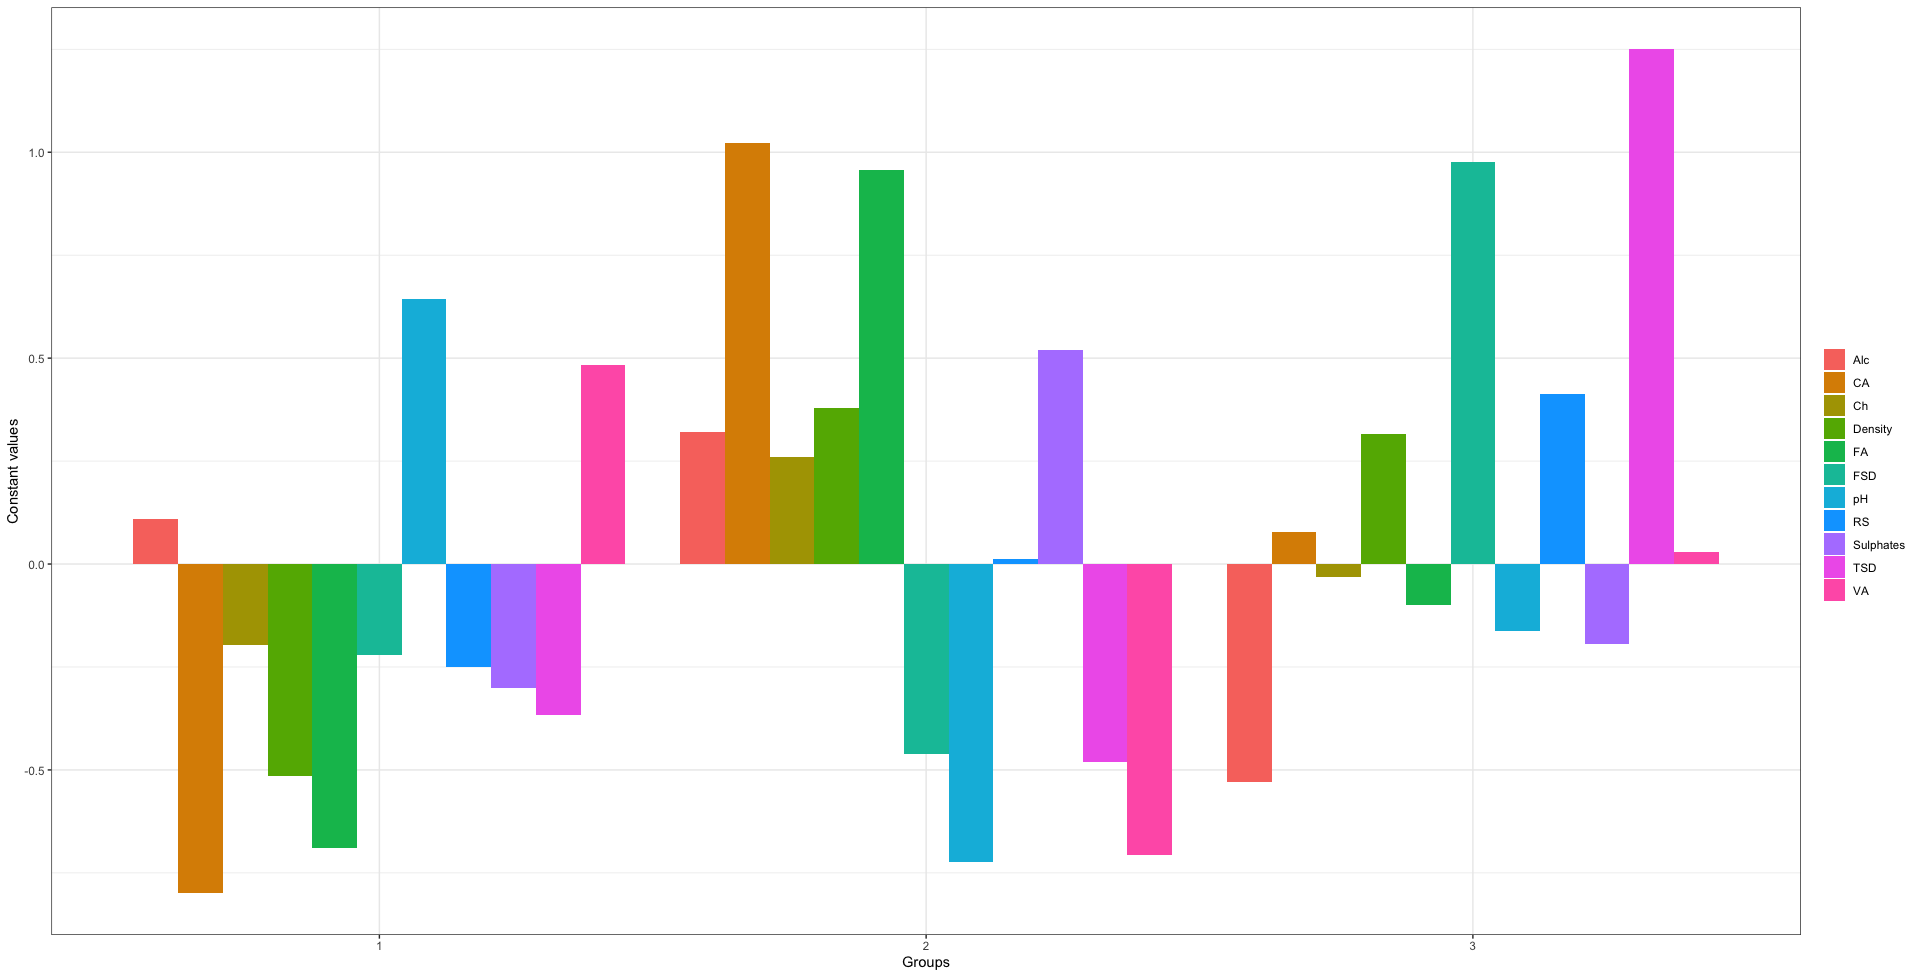 Constant values
1.0
0.5
0.0
-0.5
1
2
3
Groups
Alc
CA
Ch
Density
FA
FSD
pH
RS
Sulphates
TSD
VA